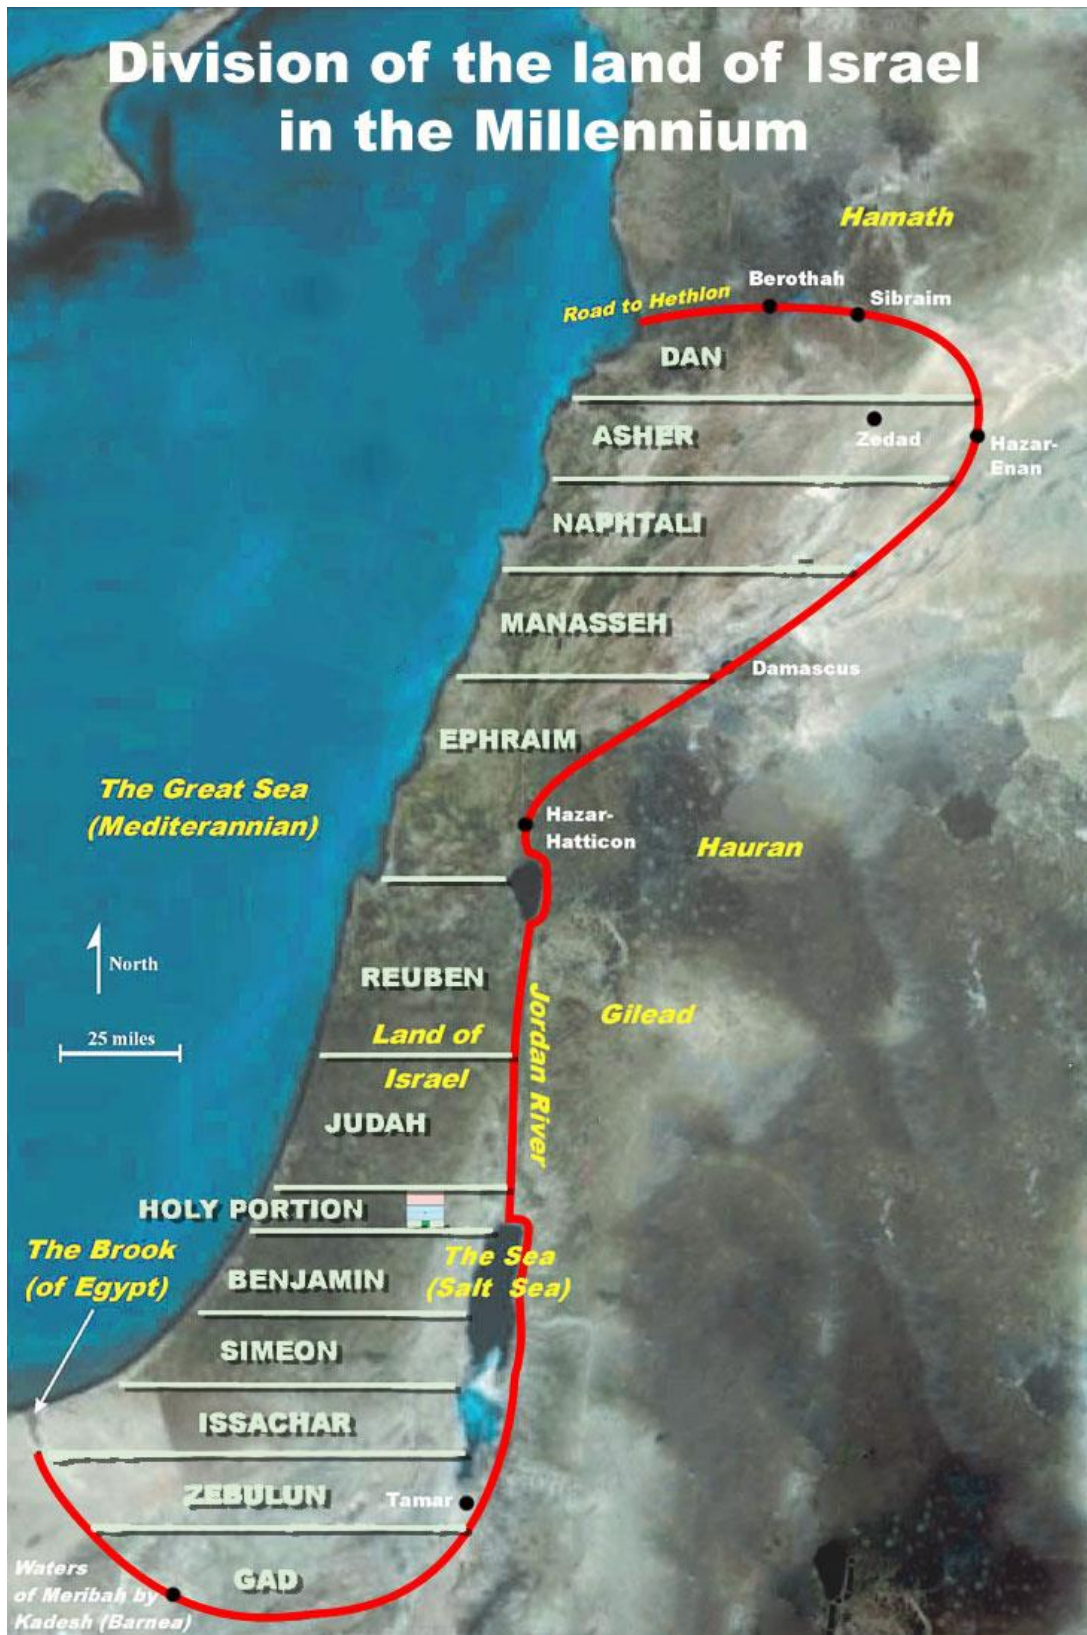 Division of the land of Israel
in the Millennium
Hamath
Berothah
Sibraim
Road to Hethlon
DAN
ASHER
Zedad
Hazar-
Enan
NAPHTALI
MANASSEH
Damascus
EPHRAIM
The Great Sea
(Mediterannian)
Hazar-
Hatticon
Hauran
North
REUBEN
Jordan River
Gilead
25 miles
Land of
Israel
JUDAH
HOLY PORTION
The Brook
(of Egypt)
The Sea
(Salt Sea)
BENJAMIN
SIMEON
ISSACHAR
ZEBULUN
Tamar
Waters
of Meribah by
Kadesh (Barnea)
GAD